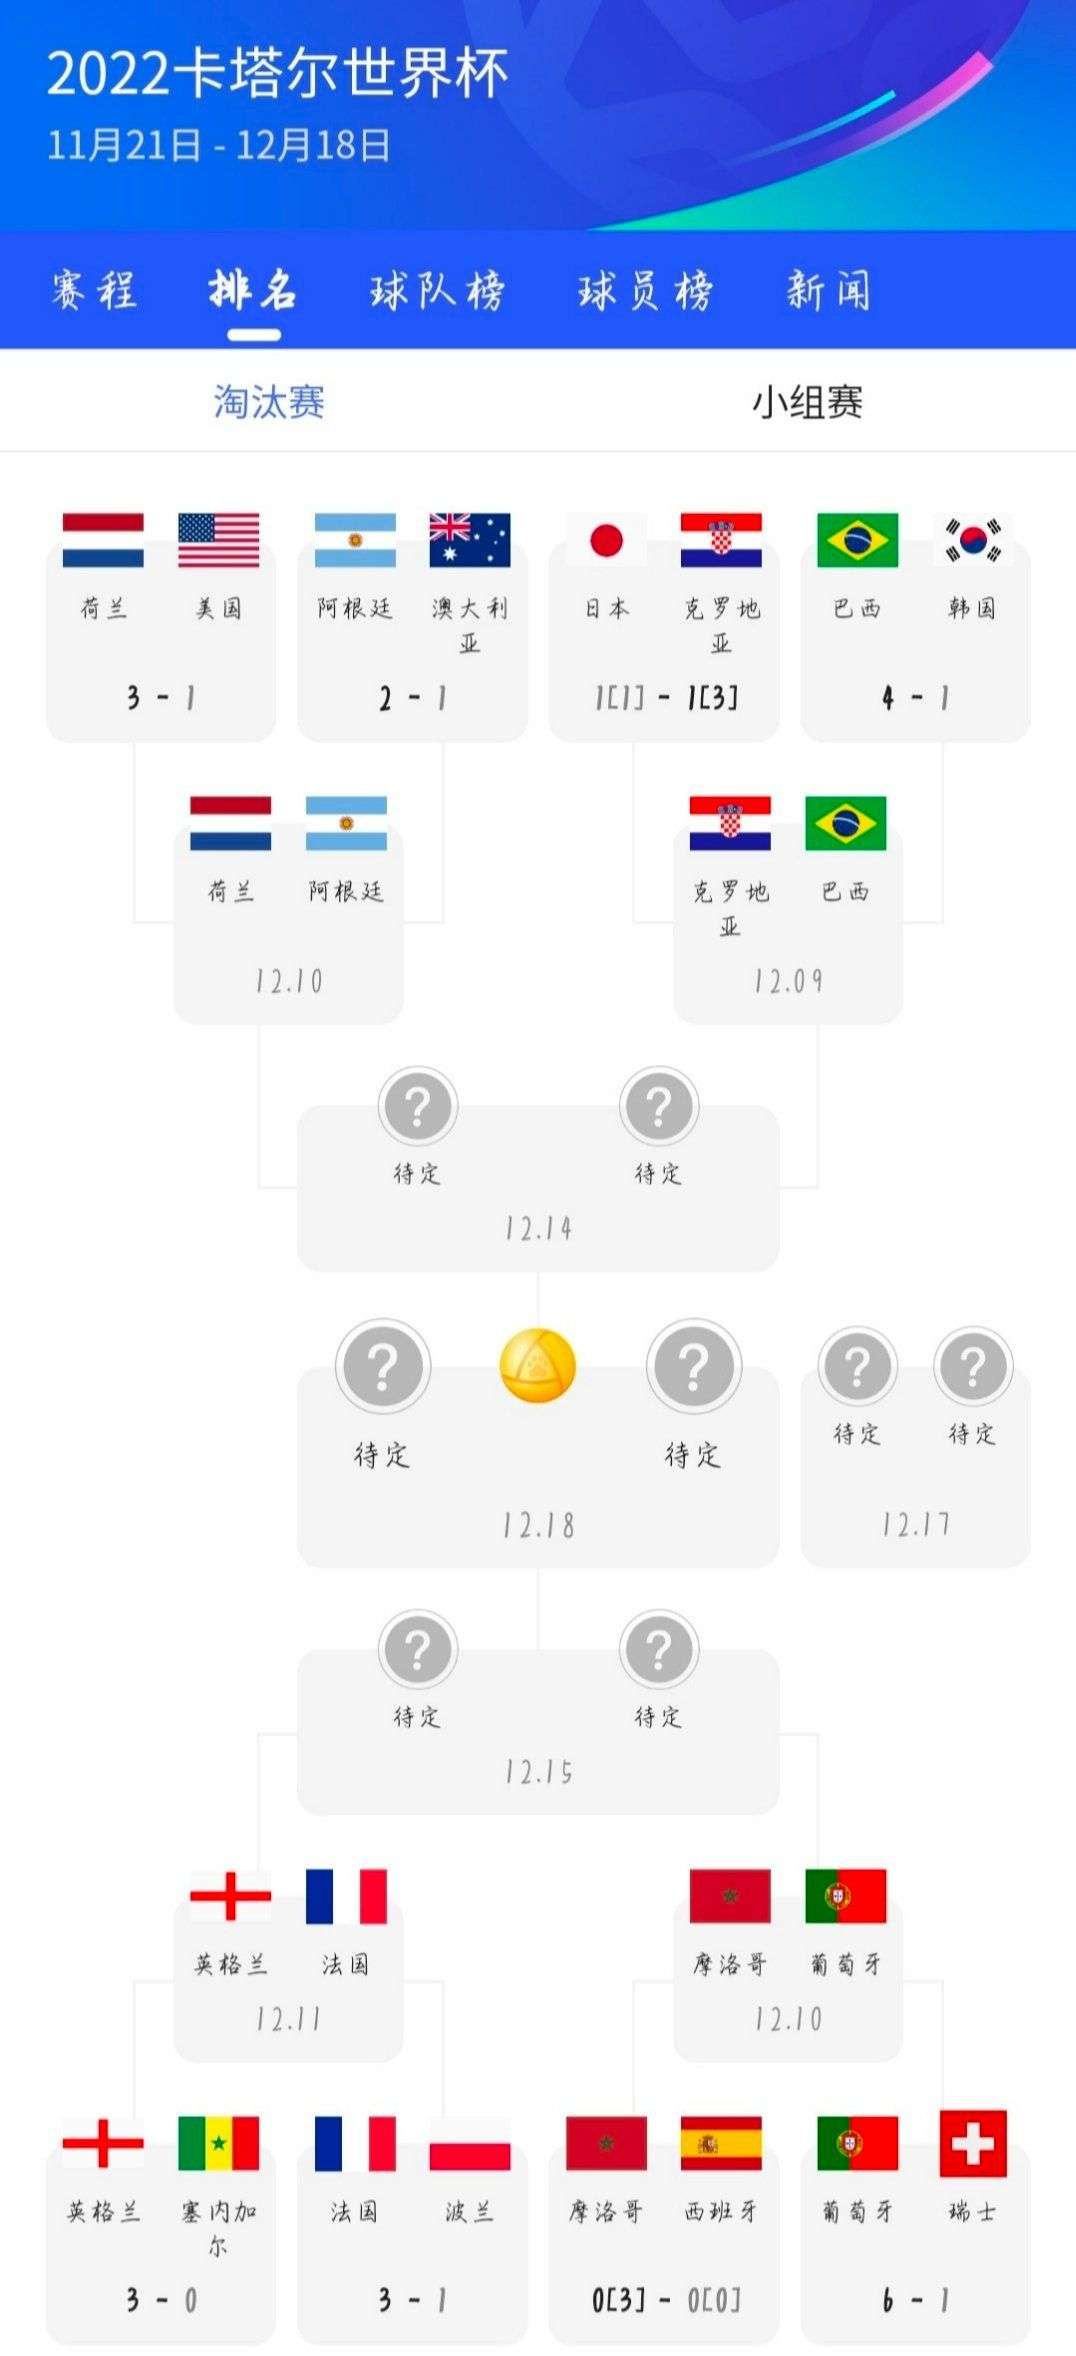 2022卡塔尔世界杯
11月21日 - 12月18日
赛程 排名 球队榜 球员榜 新闻
淘汰赛 小组赛
荷兰 美国 阿根廷 澳大利亚 日本 克罗地亚 巴西 韩国
3 - 1 2 - 1 1[1] - 1[3] 4 - 1
荷兰 阿根廷 克罗地亚 巴西
12.10 12.09
? ?
待定 待定
12.14
? ? ? ?
待定 待定 待定 待定
12.18 12.17
? ?
待定 待定
12.15
英格兰 法国 摩洛哥 葡萄牙
12.11 12.10
英格兰 塞内加尔 法国 波兰 摩洛哥 西班牙 葡萄牙 瑞士
3 - 0 3 - 1 0[3] - 0[0] 6 - 1